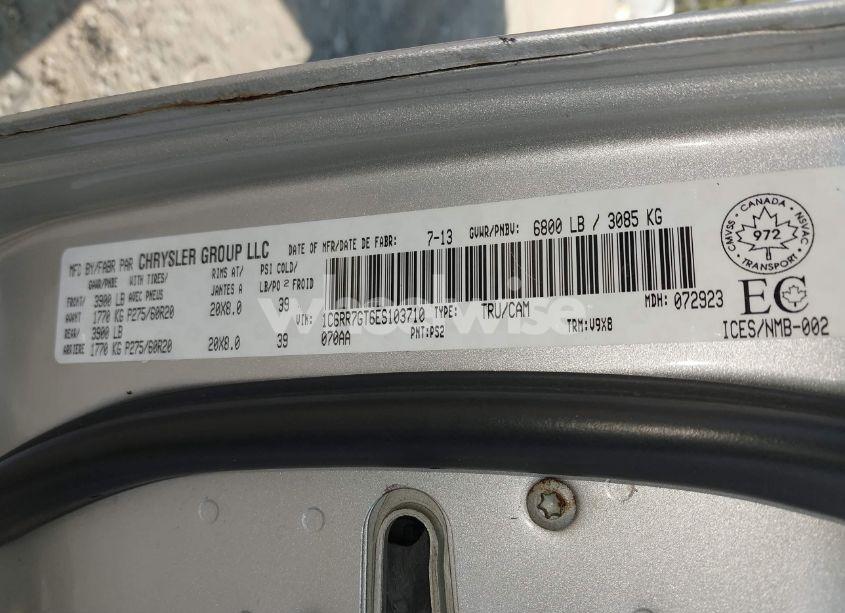 MFD BY/FABR PAR CHRYSLER GROUP LLC DATE OF MFR/DATE DE FABR: 7-13 GVWR/PNBV: 6800 LB / 3085 KG
GAWR/PNBE WITH TIRES/ RIMS AT/ PSI COLD/
AVEC PNEUS JANTES A LB/PO² FROID
FRONT/ 3900 LB
1770 KG P275/60R20 20X8.0 39
REAR/ 3900 LB
ARRIERE 1770 KG P275/60R20 20X8.0 39
VIN: 1C6RR7GT6ES103710 TYPE: TRU/CAM MDH: 072923
070AA PNT: PS2 TRM: V9X8
CANADA
CMVSS 972 NSVAC
TRANSPORT
EC
ICES/NMB-002
wheelwise